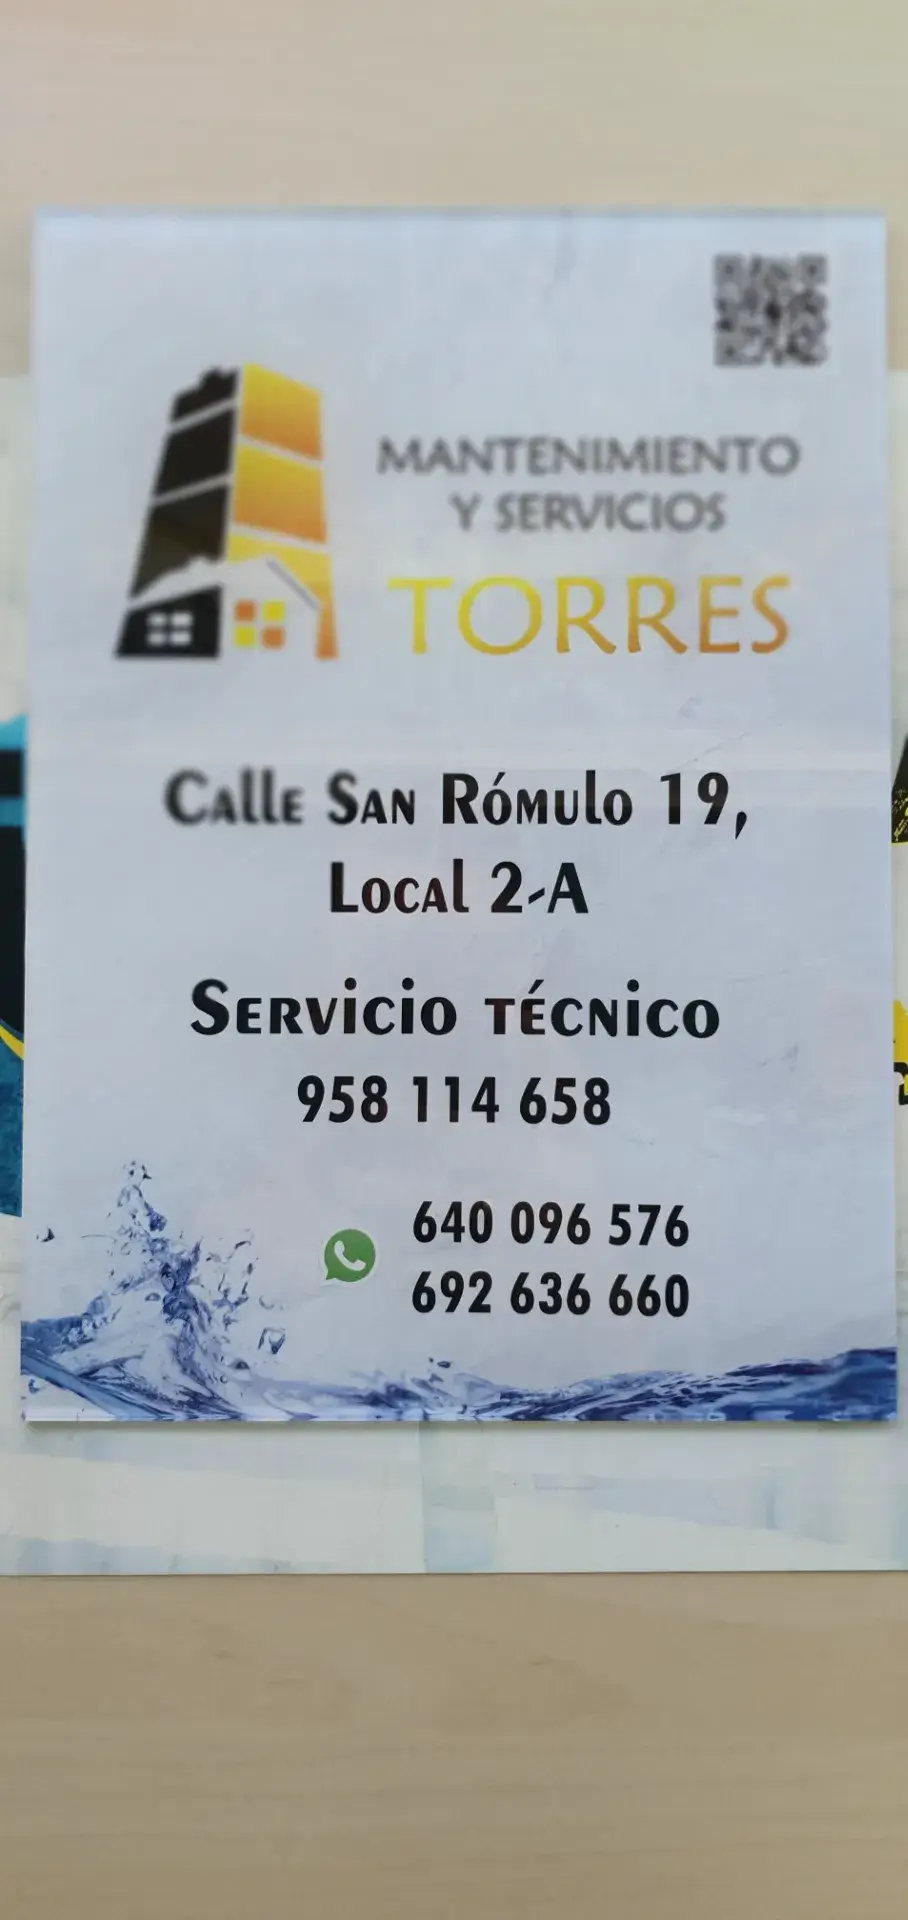 MANTENIMIENTO
Y SERVICIOS
TORRES
Calle San Rómulo 19,
Local 2-A
Servicio técnico
958 114 658
640 096 576
692 636 660